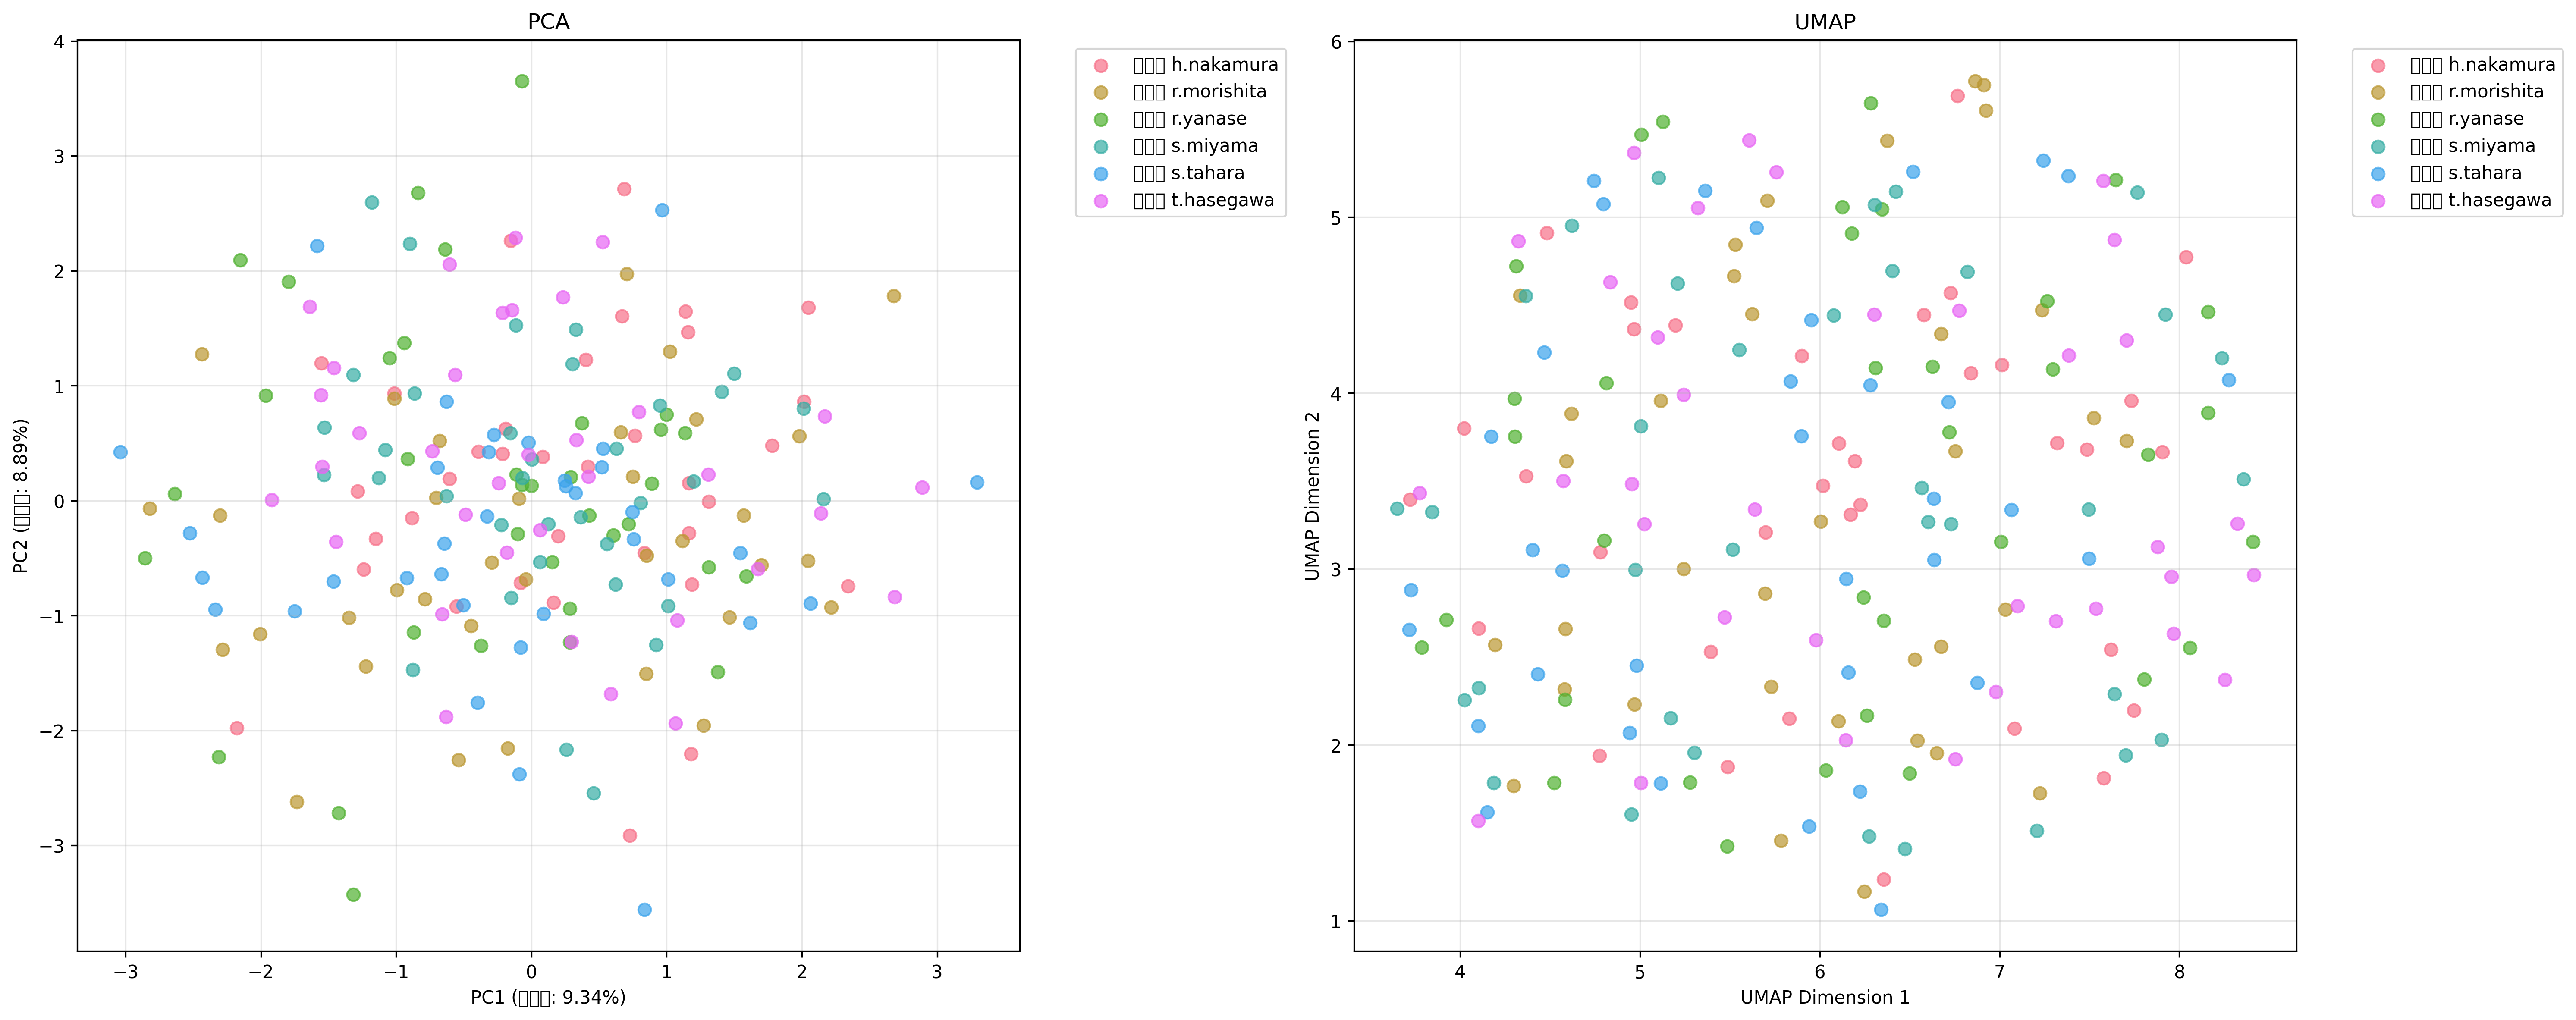 PCA
4
3
2
1
0
−1
−2
−3
PC2 (: 8.89%)
−3 −2 −1 0 1 2 3
PC1 (: 9.34%)
h.nakamura
r.morishita
r.yanase
s.miyama
s.tahara
t.hasegawa
UMAP
6
5
4
3
2
1
UMAP Dimension 2
4 5 6 7 8
UMAP Dimension 1
h.nakamura
r.morishita
r.yanase
s.miyama
s.tahara
t.hasegawa